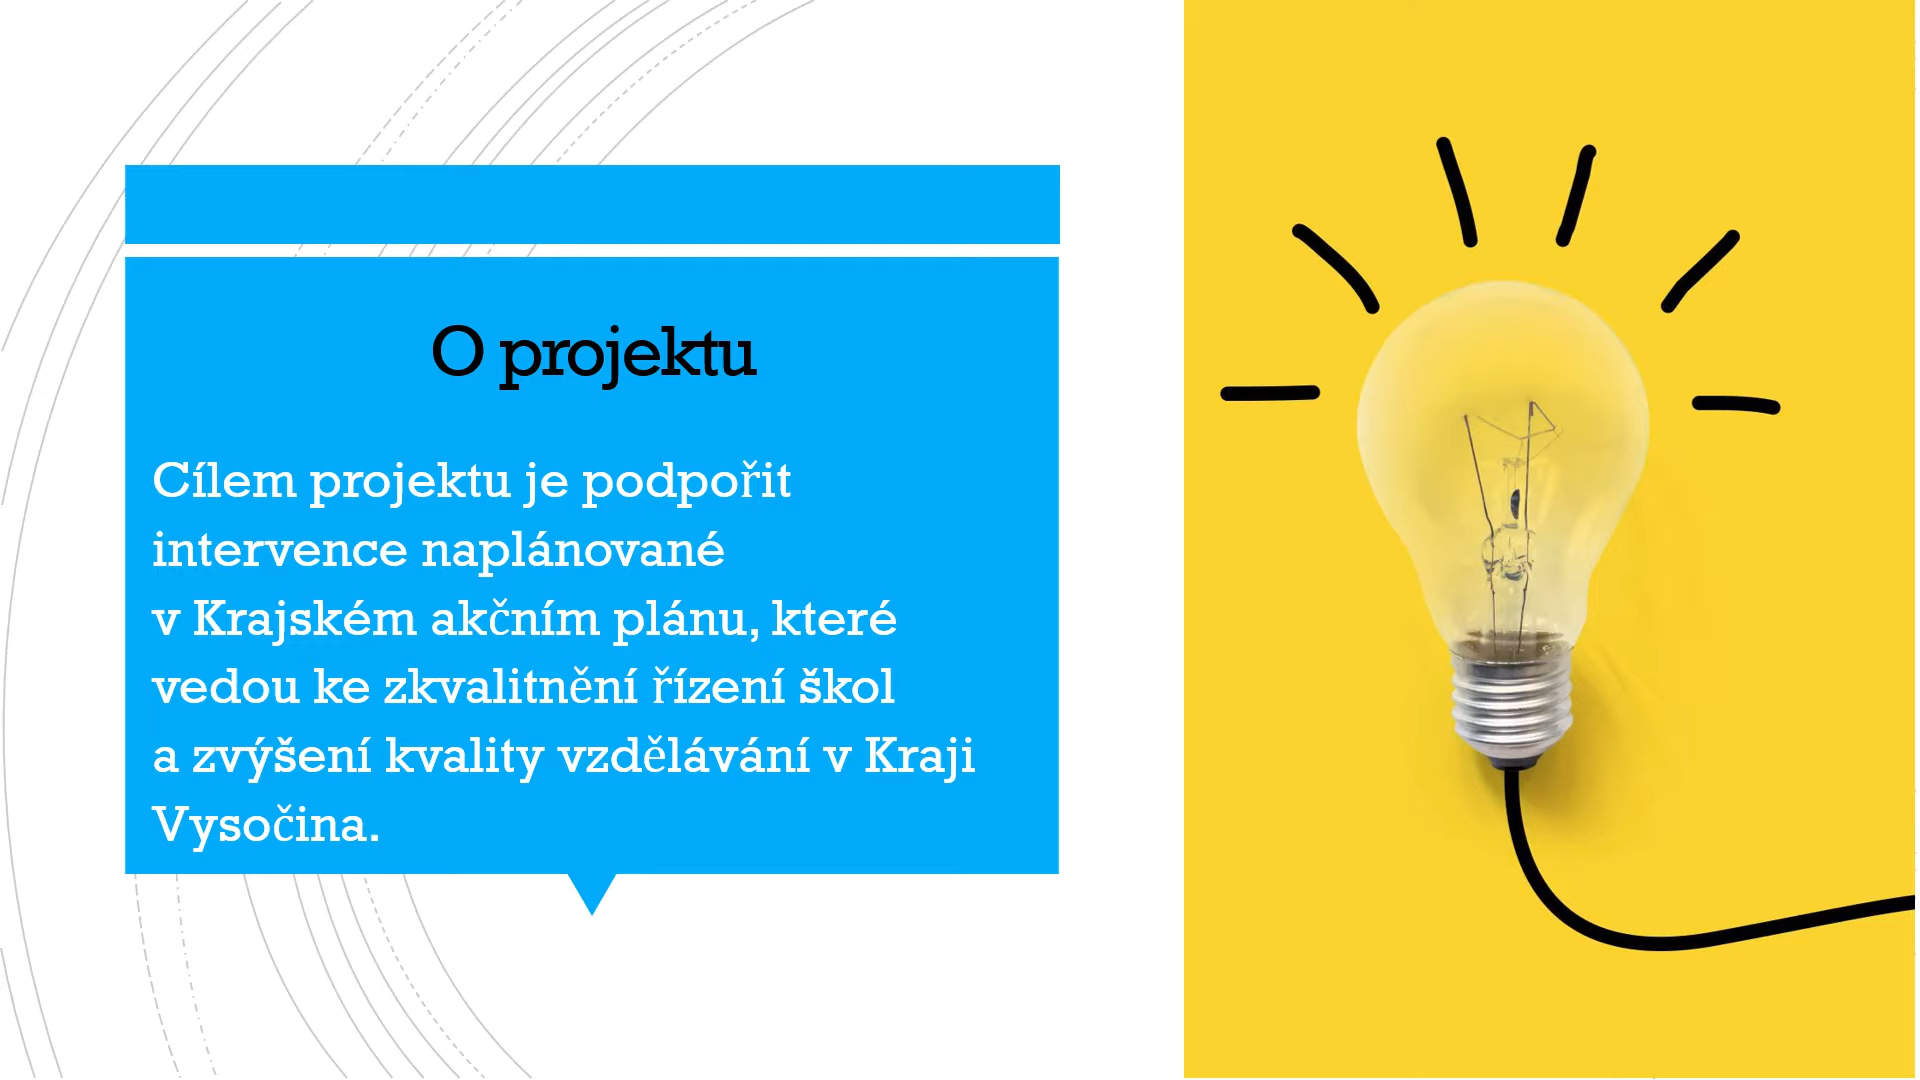 O projektu
Cílem projektu je podpořit
intervence naplánované
v Krajském akčním plánu, které
vedou ke zkvalitnění řízení škol
a zvýšení kvality vzdělávání v Kraji
Vysočina.